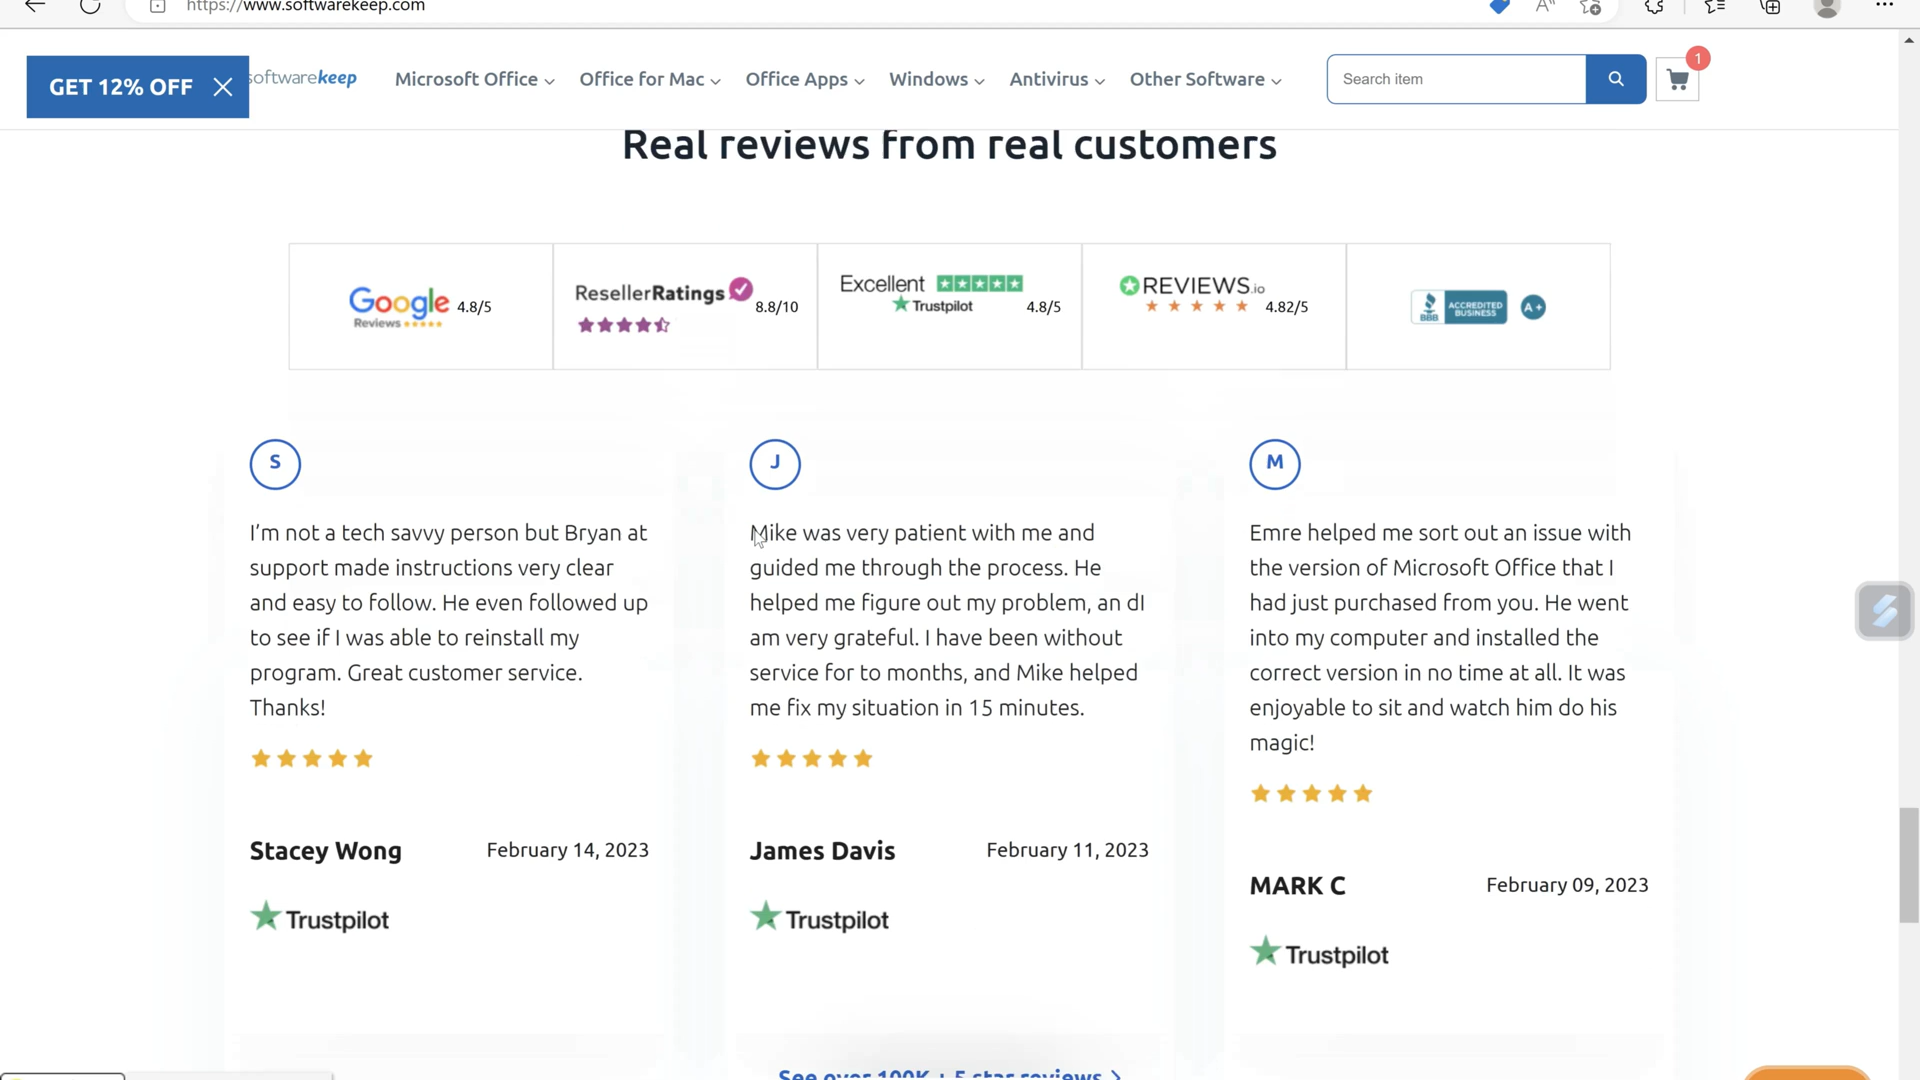 https://www.softwarekeep.com
GET 12% OFF
softwarekeep
Microsoft Office
Office for Mac
Office Apps
Windows
Antivirus
Other Software
Search item
1
Real reviews from real customers
Google
Reviews
4.8/5
ResellerRatings
8.8/10
Excellent
Trustpilot
4.8/5
REVIEWS.io
4.82/5
BBB
ACCREDITED
BUSINESS
A+
S
I'm not a tech savvy person but Bryan at
support made instructions very clear
and easy to follow. He even followed up
to see if I was able to reinstall my
program. Great customer service.
Thanks!
Stacey Wong
February 14, 2023
Trustpilot
J
Mike was very patient with me and
guided me through the process. He
helped me figure out my problem, an dI
am very grateful. I have been without
service for to months, and Mike helped
me fix my situation in 15 minutes.
James Davis
February 11, 2023
Trustpilot
M
Emre helped me sort out an issue with
the version of Microsoft Office that I
had just purchased from you. He went
into my computer and installed the
correct version in no time at all. It was
enjoyable to sit and watch him do his
magic!
MARK C
February 09, 2023
Trustpilot
See over 100K + 5 star reviews